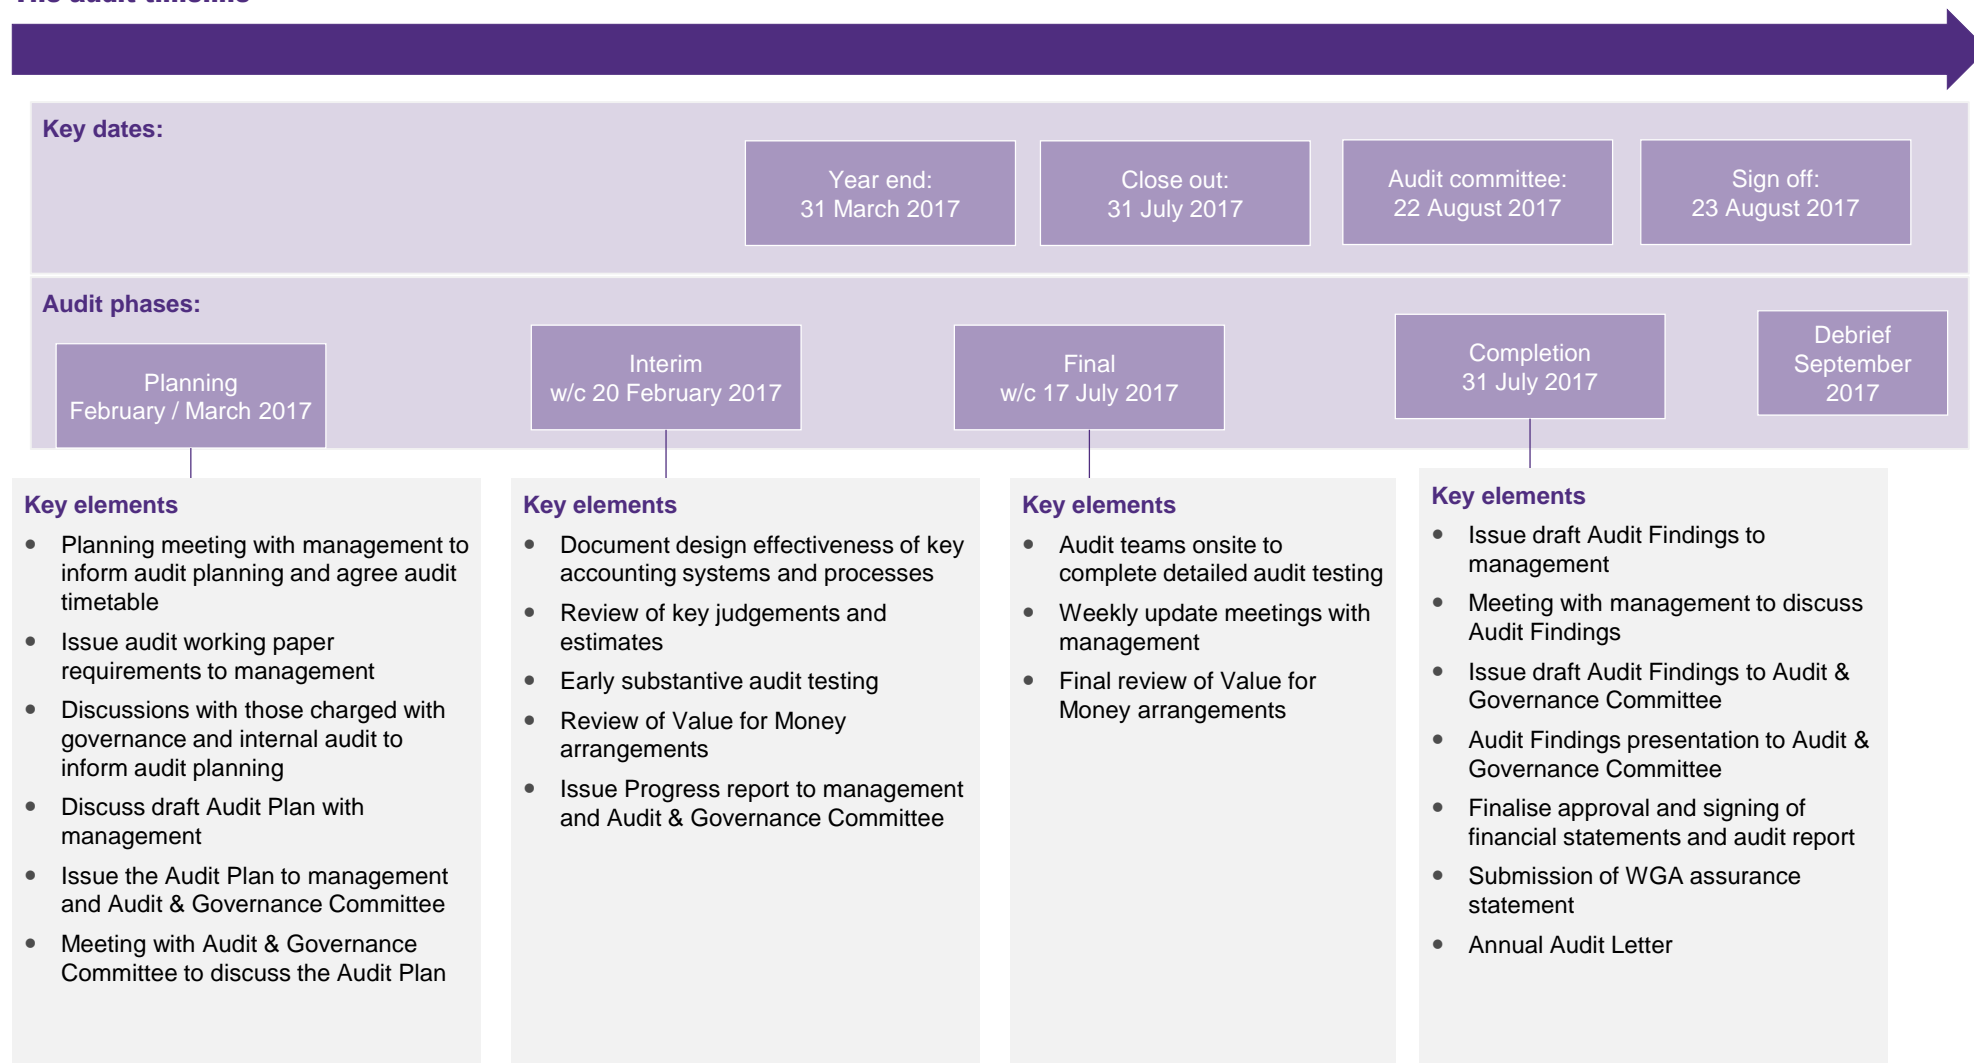 The audit timeline
Key dates:
Year end:
31 March 2017
Close out:
31 July 2017
Audit committee:
22 August 2017
Sign off:
23 August 2017
Audit phases:
Planning
February / March 2017
Interim
w/c 20 February 2017
Final
w/c 17 July 2017
Completion
31 July 2017
Debrief
September
2017
Key elements
• Planning meeting with management to
inform audit planning and agree audit
timetable
• Issue audit working paper
requirements to management
• Discussions with those charged with
governance and internal audit to
inform audit planning
• Discuss draft Audit Plan with
management
• Issue the Audit Plan to management
and Audit & Governance Committee
• Meeting with Audit & Governance
Committee to discuss the Audit Plan
Key elements
• Document design effectiveness of key
accounting systems and processes
• Review of key judgements and
estimates
• Early substantive audit testing
• Review of Value for Money
arrangements
• Issue Progress report to management
and Audit & Governance Committee
Key elements
• Audit teams onsite to
complete detailed audit testing
• Weekly update meetings with
management
• Final review of Value for
Money arrangements
Key elements
• Issue draft Audit Findings to
management
• Meeting with management to discuss
Audit Findings
• Issue draft Audit Findings to Audit &
Governance Committee
• Audit Findings presentation to Audit &
Governance Committee
• Finalise approval and signing of
financial statements and audit report
• Submission of WGA assurance
statement
• Annual Audit Letter